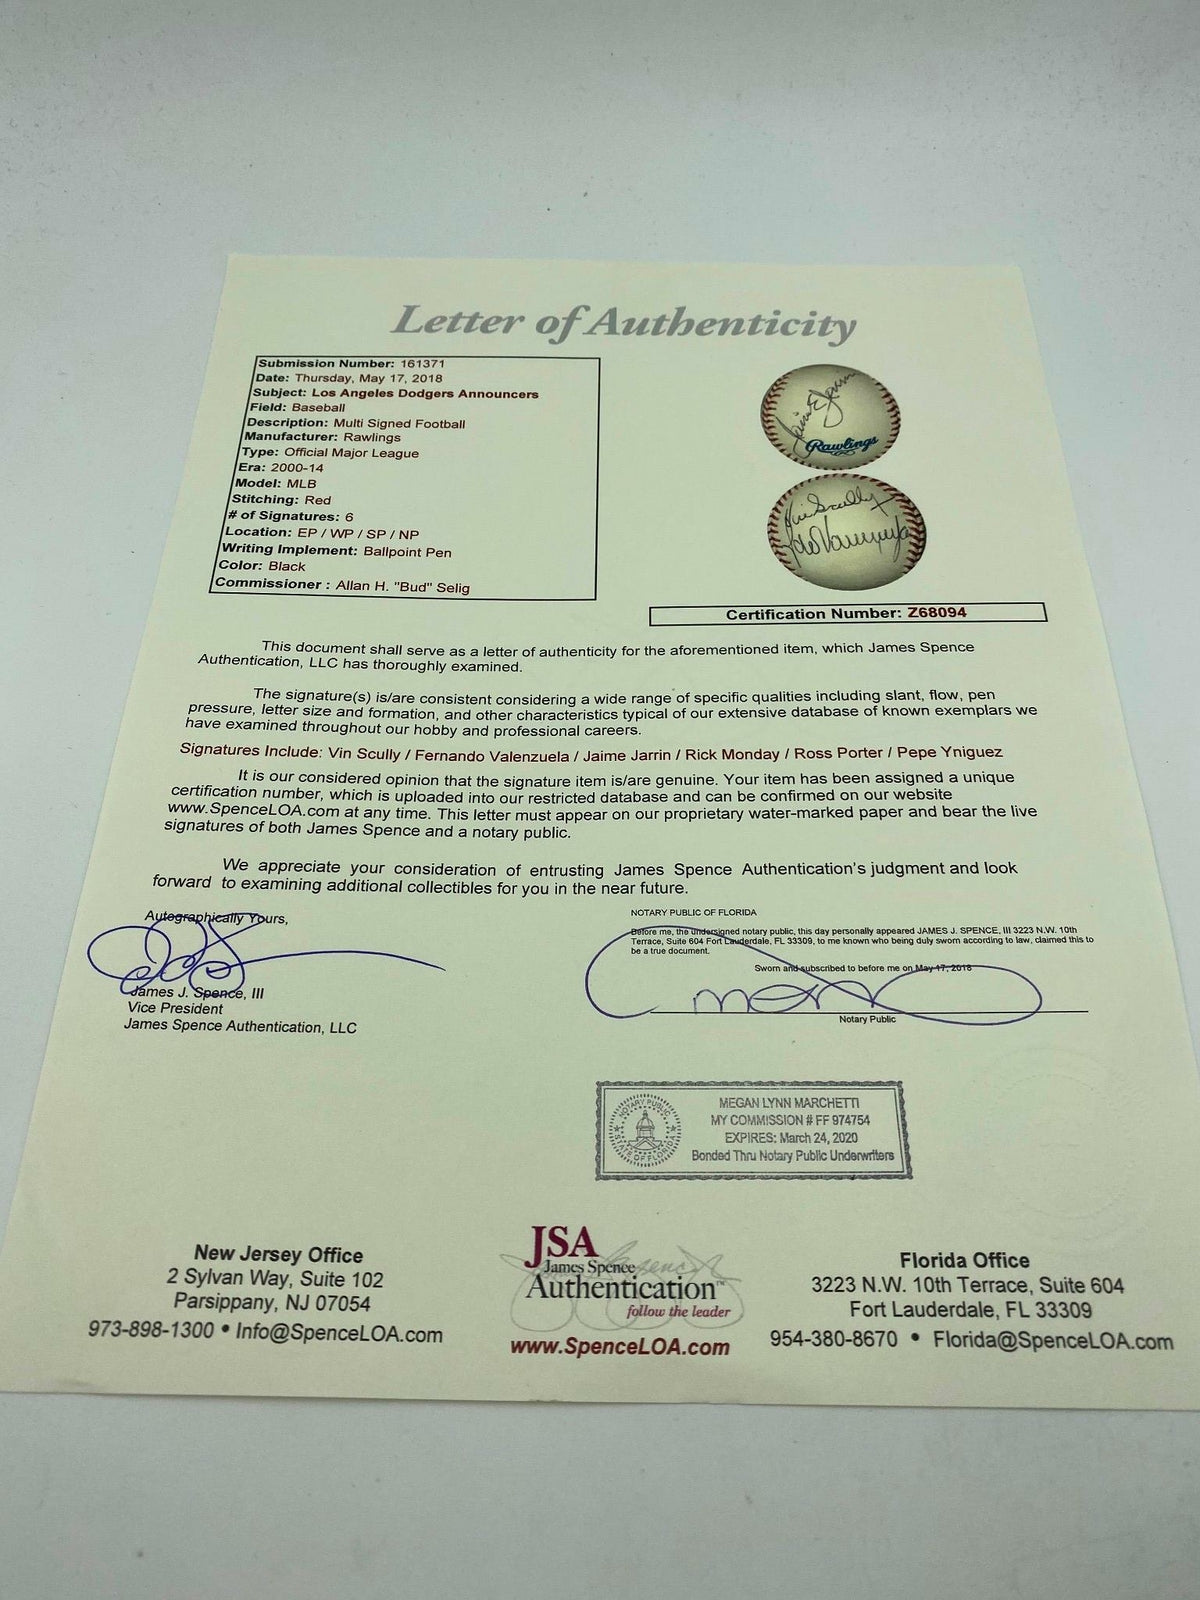 Letter of Authenticity
Submission Number: 161371
Date: Thursday, May 17, 2018
Subject: Los Angeles Dodgers Announcers
Field: Baseball
Description: Multi Signed Football
Manufacturer: Rawlings
Type: Official Major League
Era: 2000-14
Model: MLB
Stitching: Red
# of Signatures: 6
Location: EP / WP / SP / NP
Writing Implement: Ballpoint Pen
Color: Black
Commissioner : Allan H. "Bud" Selig
Rawlings
Vin Scully
Certification Number: Z68094
This document shall serve as a letter of authenticity for the aforementioned item, which James Spence
Authentication, LLC has thoroughly examined.
The signature(s) is/are consistent considering a wide range of specific qualities including slant, flow, pen
pressure, letter size and formation, and other characteristics typical of our extensive database of known exemplars we
have examined throughout our hobby and professional careers.
Signatures Include: Vin Scully / Fernando Valenzuela / Jaime Jarrin / Rick Monday / Ross Porter / Pepe Yniguez
It is our considered opinion that the signature item is/are genuine. Your item has been assigned a unique
certification number, which is uploaded into our restricted database and can be confirmed on our website
www.SpenceLOA.com at any time. This letter must appear on our proprietary water-marked paper and bear the live
signatures of both James Spence and a notary public.
We appreciate your consideration of entrusting James Spence Authentication's judgment and look
forward to examining additional collectibles for you in the near future.
Autographically Yours,
James J. Spence, III
Vice President
James Spence Authentication, LLC
NOTARY PUBLIC OF FLORIDA
Before me, the undersigned notary public, this day personally appeared JAMES J. SPENCE, III 3223 N.W. 10th
Terrace, Suite 604 Fort Lauderdale, FL 33309, to me known who being duly sworn according to law, claimed this to
be a true document.
Sworn and subscribed to before me on May 17, 2018
Notary Public
NOTARY PUBLIC
STATE OF FLORIDA
MEGAN LYNN MARCHETTI
MY COMMISSION # FF 974754
EXPIRES: March 24, 2020
Bonded Thru Notary Public Underwriters
New Jersey Office
2 Sylvan Way, Suite 102
Parsippany, NJ 07054
973-898-1300 • Info@SpenceLOA.com
JSA
James Spence
Authentication™
follow the leader
www.SpenceLOA.com
Florida Office
3223 N.W. 10th Terrace, Suite 604
Fort Lauderdale, FL 33309
954-380-8670 • Florida@SpenceLOA.com